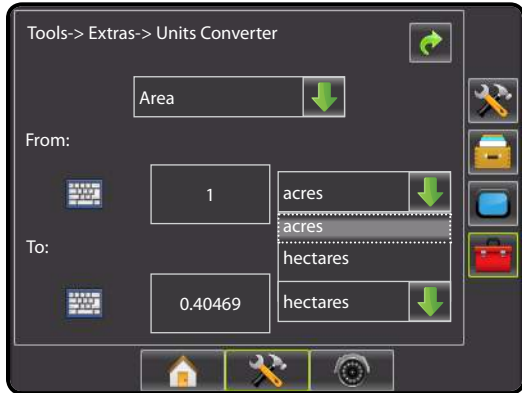 Tools-> Extras-> Units Converter
Area
From:
1
acres
acres
hectares
To:
0.40469
hectares